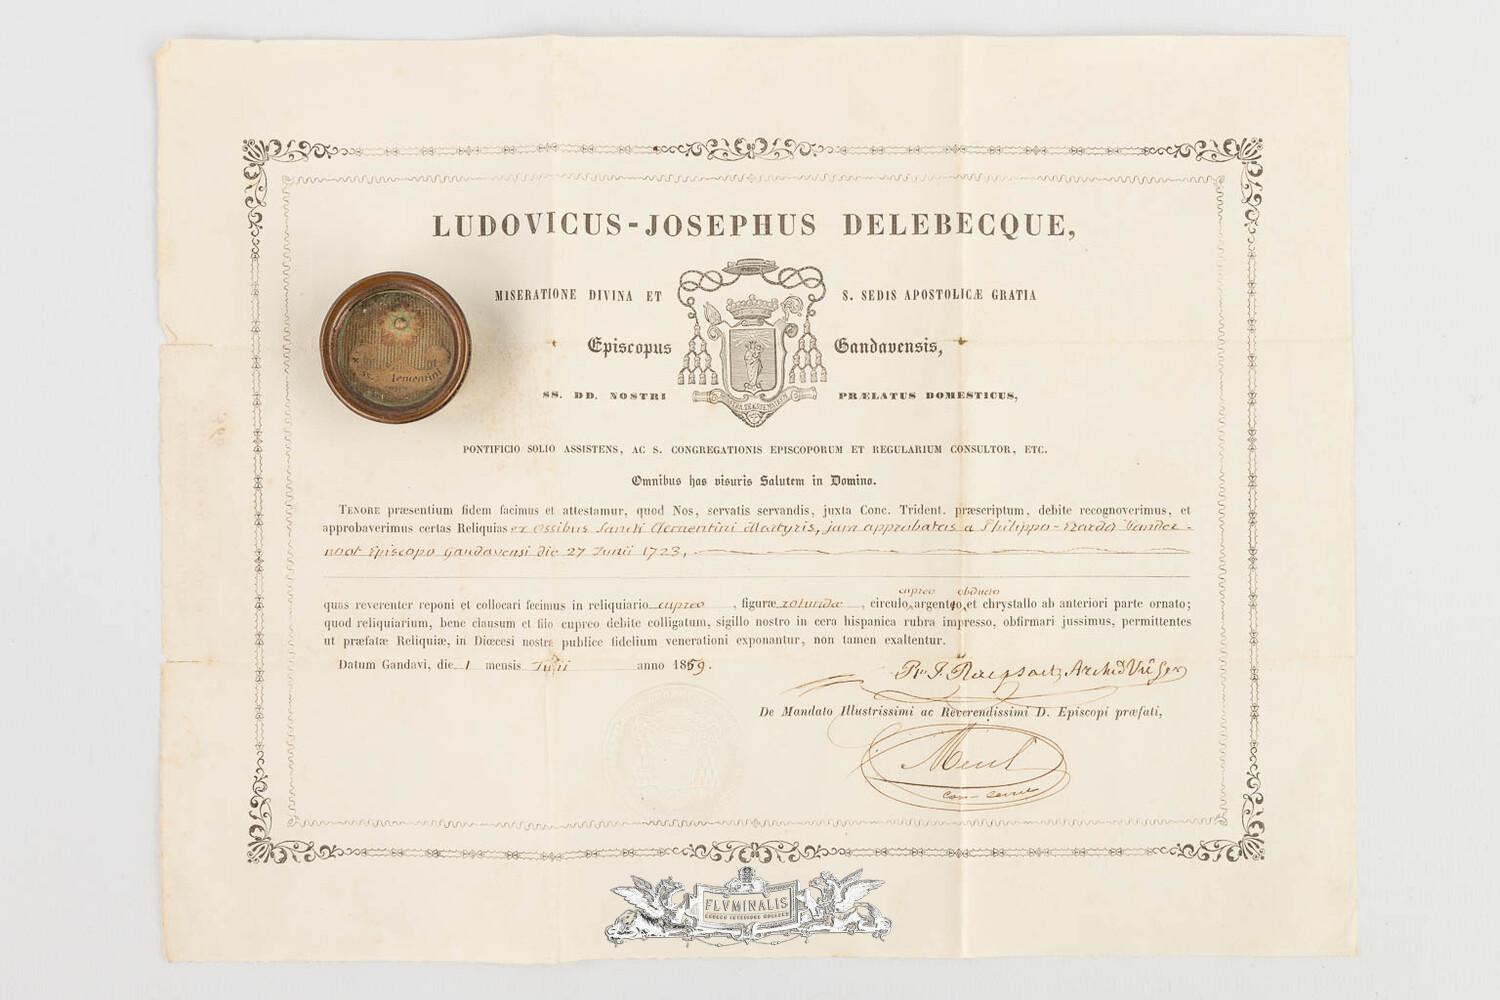 LUDOVICUS-JOSEPHUS DELEBECQUE,
MISERATIONE DIVINA ET S. SEDIS APOSTOLICÆ GRATIA
Episcopus Gandavensis,
SS. DD. NOSTRI PRÆLATUS DOMESTICUS,
PONTIFICIO SOLIO ASSISTENS, AC S. CONGREGATIONIS EPISCOPORUM ET REGULARIUM CONSULTOR, ETC.
Omnibus has visuris Salutem in Domino.
TENORE præsentium fidem facimus et attestamur, quod Nos, servatis servandis, juxta Conc. Trident. præscriptum, debite recognoverimus, et
approbaverimus certas Reliquias ex ossibus Sancti Clementini Martyris, jam approbatas a Philippo-Erardo Vander-
noot Episcopo Gandavensi die 27 Junii 1723,
cupreo obducto
quas reverenter reponi et collocari fecimus in reliquiario cupreo, figuræ rotundæ, circulo argenteo et chrystallo ab anteriori parte ornato;
quod reliquiarium, bene clausum et filo cupreo debite colligatum, sigillo nostro in cera hispanica rubra impresso, obfirmari jussimus, permittentes
ut præfatæ Reliquiæ, in Diœcesi nostra publice fidelium venerationi exponantur, non tamen exaltentur.
Datum Gandavi, die 1 mensis anno 1859.
De Mandato Illustrissimi ac Reverendissimi D. Episcopi præfati,
FLVMINALIS